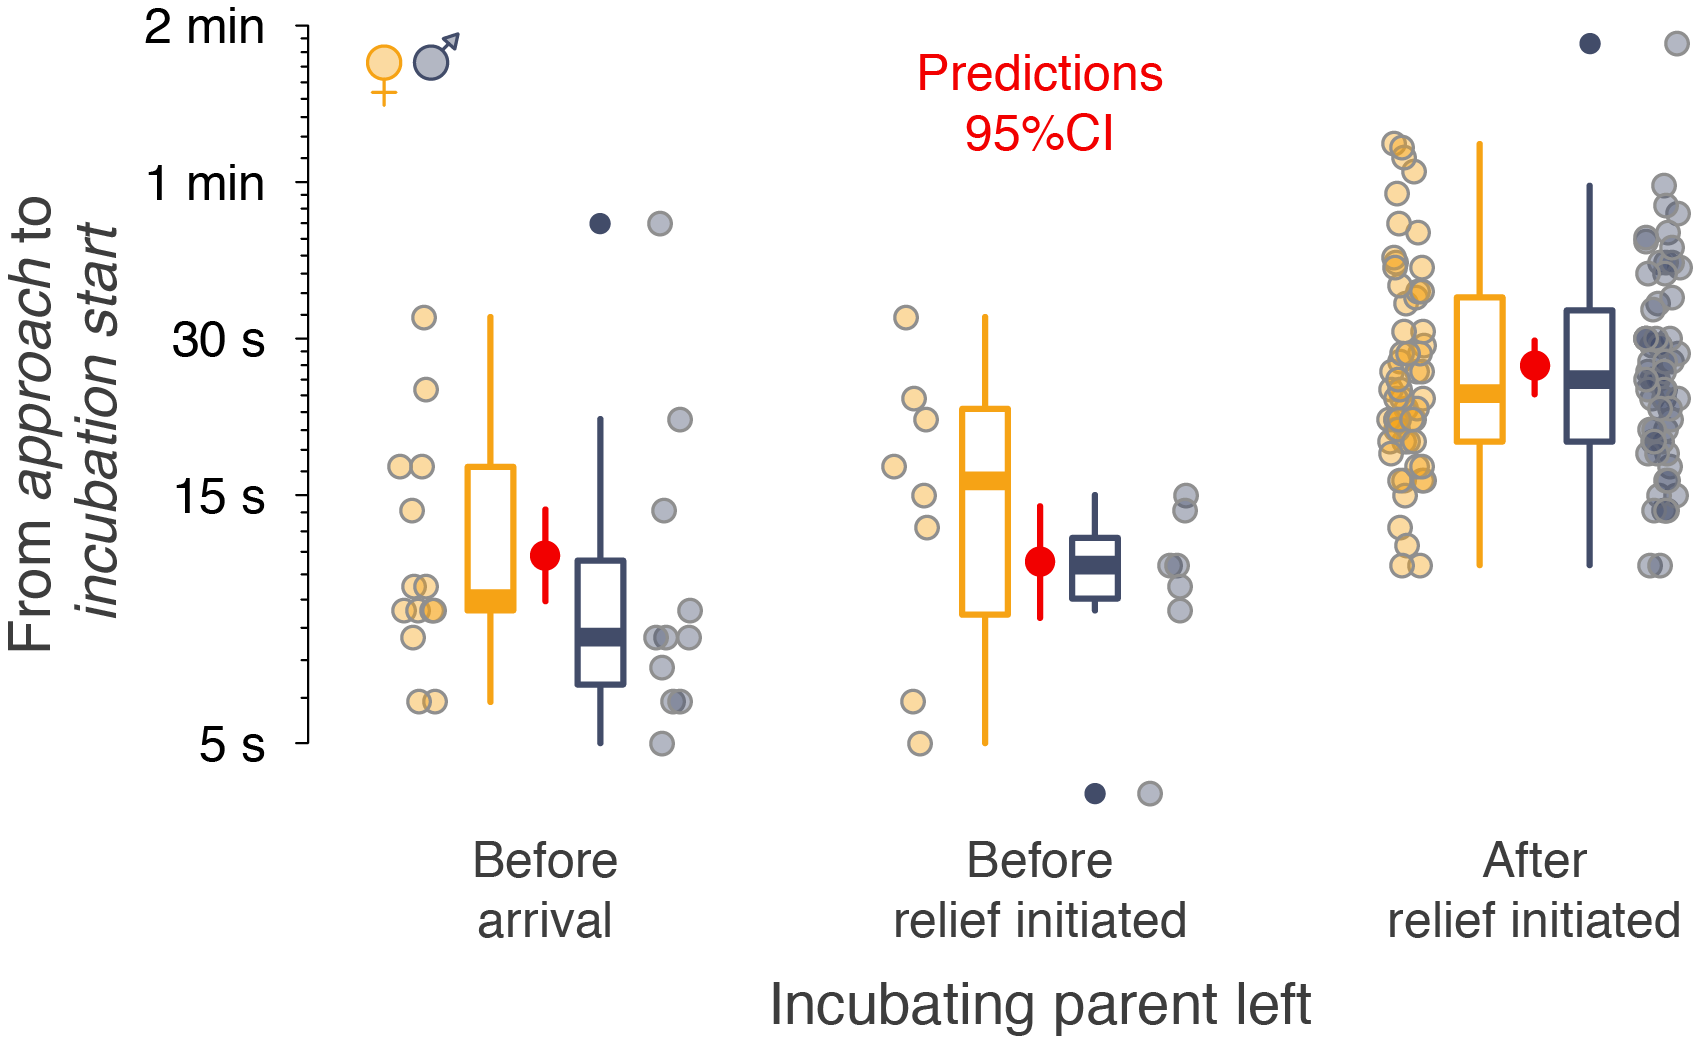 2 min
1 min
30 s
15 s
5 s
From approach to
incubation start
Predictions
95%CI
Before
arrival
Before
relief initiated
After
relief initiated
Incubating parent left